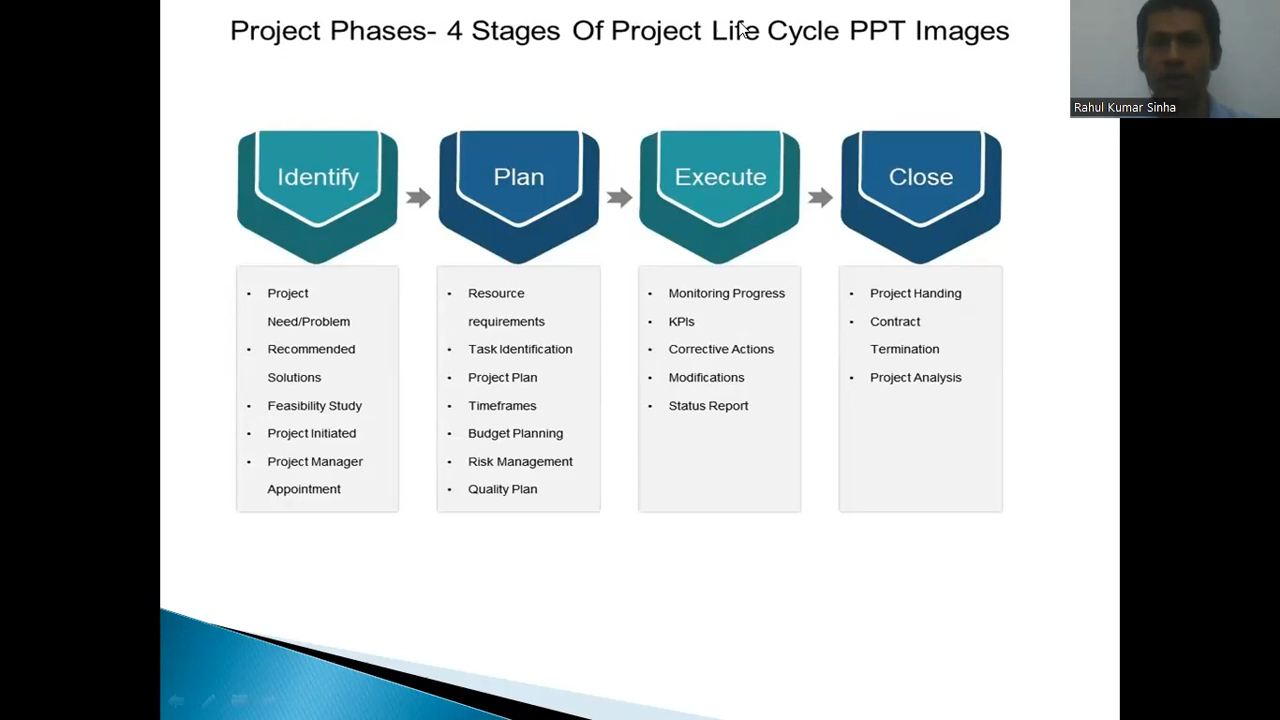 Project Phases- 4 Stages Of Project Life Cycle PPT Images
Rahul Kumar Sinha
Identify
Plan
Execute
Close
• Project
Need/Problem
• Recommended
Solutions
• Feasibility Study
• Project Initiated
• Project Manager
Appointment
• Resource
requirements
• Task Identification
• Project Plan
• Timeframes
• Budget Planning
• Risk Management
• Quality Plan
• Monitoring Progress
• KPIs
• Corrective Actions
• Modifications
• Status Report
• Project Handing
• Contract
Termination
• Project Analysis